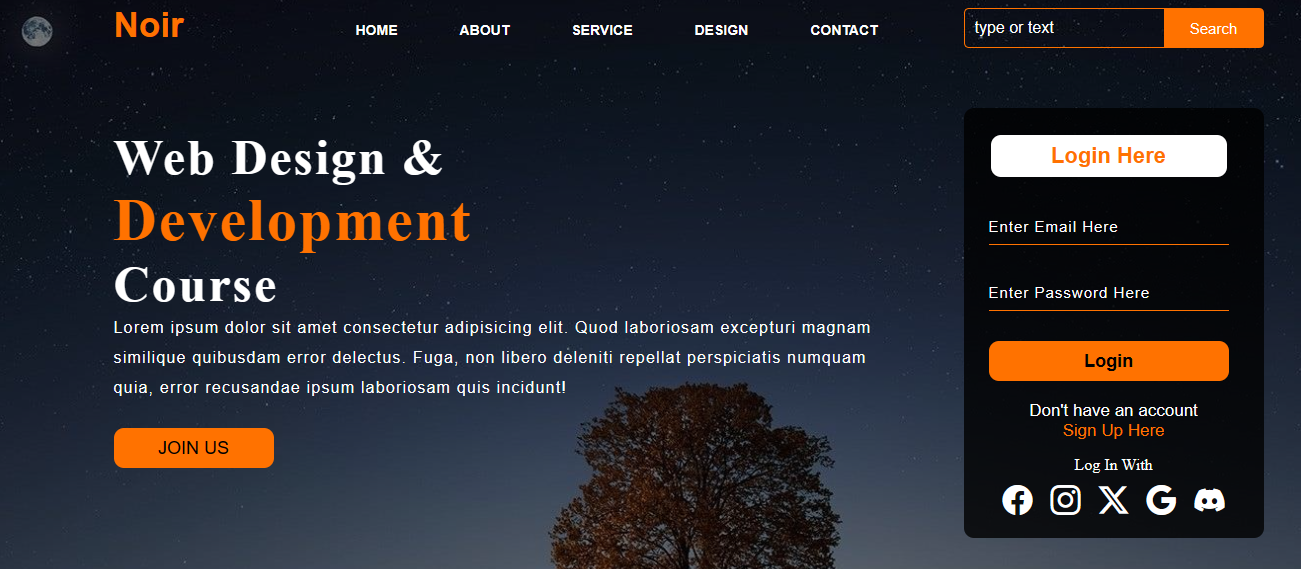 Noir
HOME ABOUT SERVICE DESIGN CONTACT
type or text Search
Web Design &
Development
Course
Lorem ipsum dolor sit amet consectetur adipisicing elit. Quod laboriosam excepturi magnam
similique quibusdam error delectus. Fuga, non libero deleniti repellat perspiciatis numquam
quia, error recusandae ipsum laboriosam quis incidunt!
JOIN US
Login Here
Enter Email Here
Enter Password Here
Login
Don't have an account
Sign Up Here
Log In With